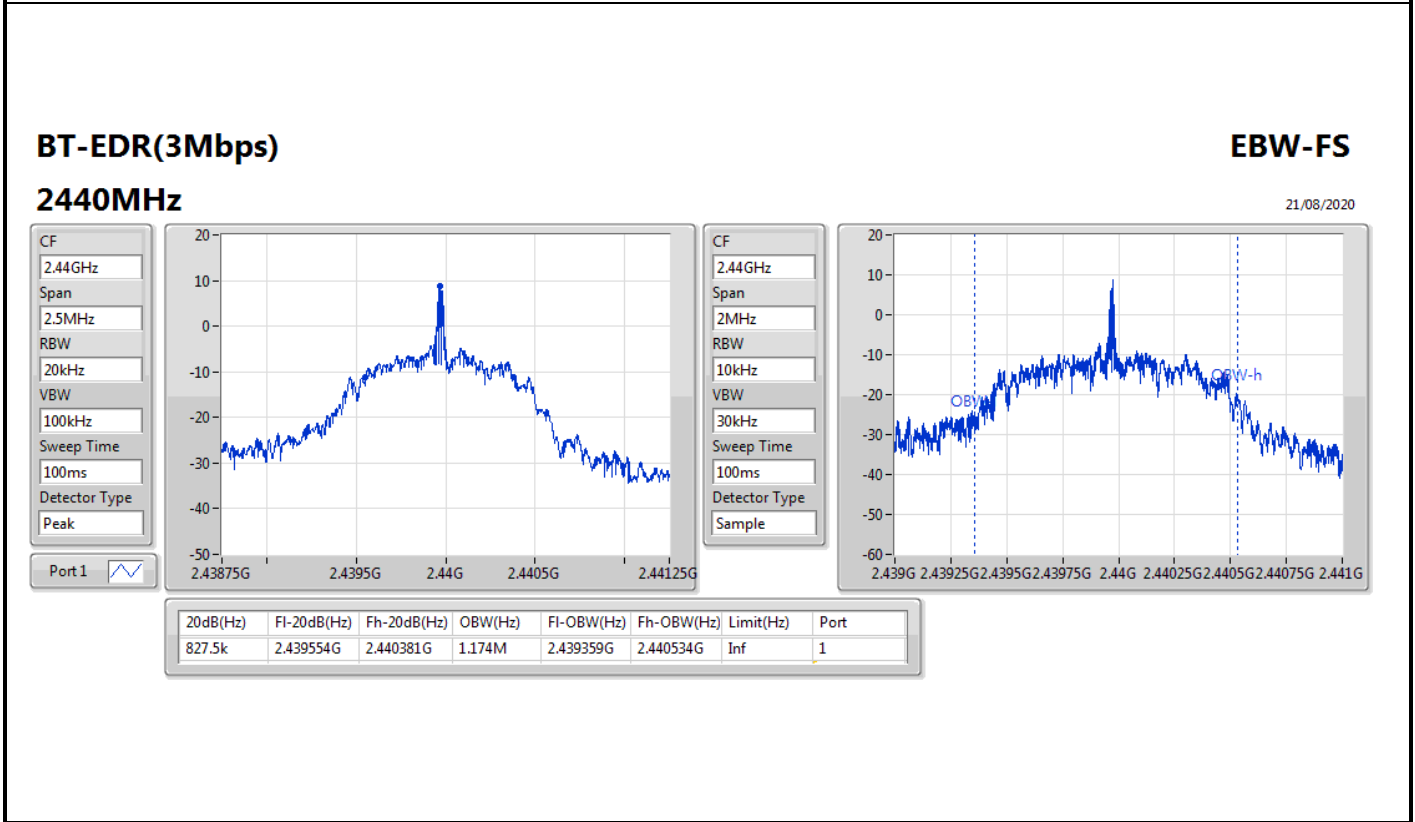 BT-EDR(3Mbps)
EBW-FS
2440MHz
21/08/2020
CF
2.44GHz
Span
2.5MHz
RBW
20kHz
VBW
100kHz
Sweep Time
100ms
Detector Type
Peak
Port 1
20
10
0
-10
-20
-30
-40
-50
2.43875G 2.4395G 2.44G 2.4405G 2.44125G
CF
2.44GHz
Span
2MHz
RBW
10kHz
VBW
30kHz
Sweep Time
100ms
Detector Type
Sample
20
10
0
-10
-20
-30
-40
-50
-60
OBW-h
2.439G 2.43925G 2.4395G 2.43975G 2.44G 2.44025G 2.4405G 2.44075G 2.441G
20dB(Hz) Fl-20dB(Hz) Fh-20dB(Hz) OBW(Hz) Fl-OBW(Hz) Fh-OBW(Hz) Limit(Hz) Port
827.5k 2.439554G 2.440381G 1.174M 2.439359G 2.440534G Inf 1